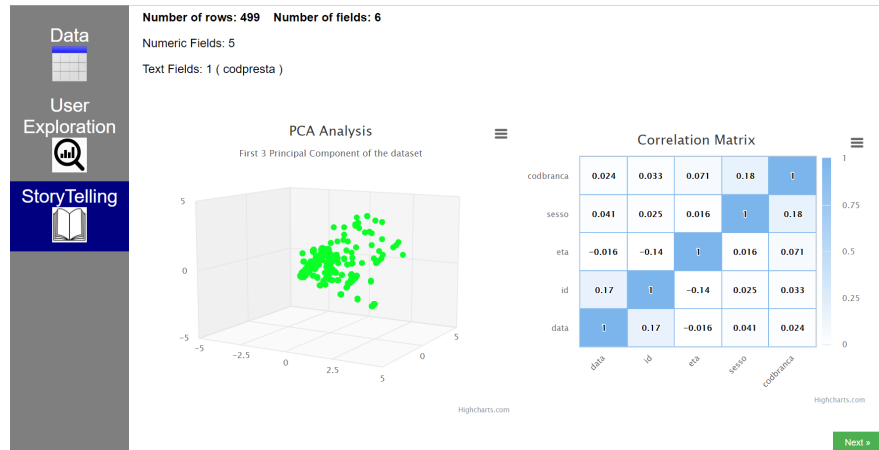 Data
User
Exploration
StoryTelling
Number of rows: 499 Number of fields: 6
Numeric Fields: 5
Text Fields: 1 ( codpresta )
PCA Analysis
First 3 Principal Component of the dataset
5
0
−5
−5
−2.5
0
2.5
5
0
5
Highcharts.com
Correlation Matrix
codbranca 0.024 0.033 0.071 0.18 1
sesso 0.041 0.025 0.016 1 0.18
eta −0.016 −0.14 1 0.016 0.071
id 0.17 1 −0.14 0.025 0.033
data 1 0.17 −0.016 0.041 0.024
data id eta sesso codbranca
1
0.75
0.5
0.25
0
Highcharts.com
Next »